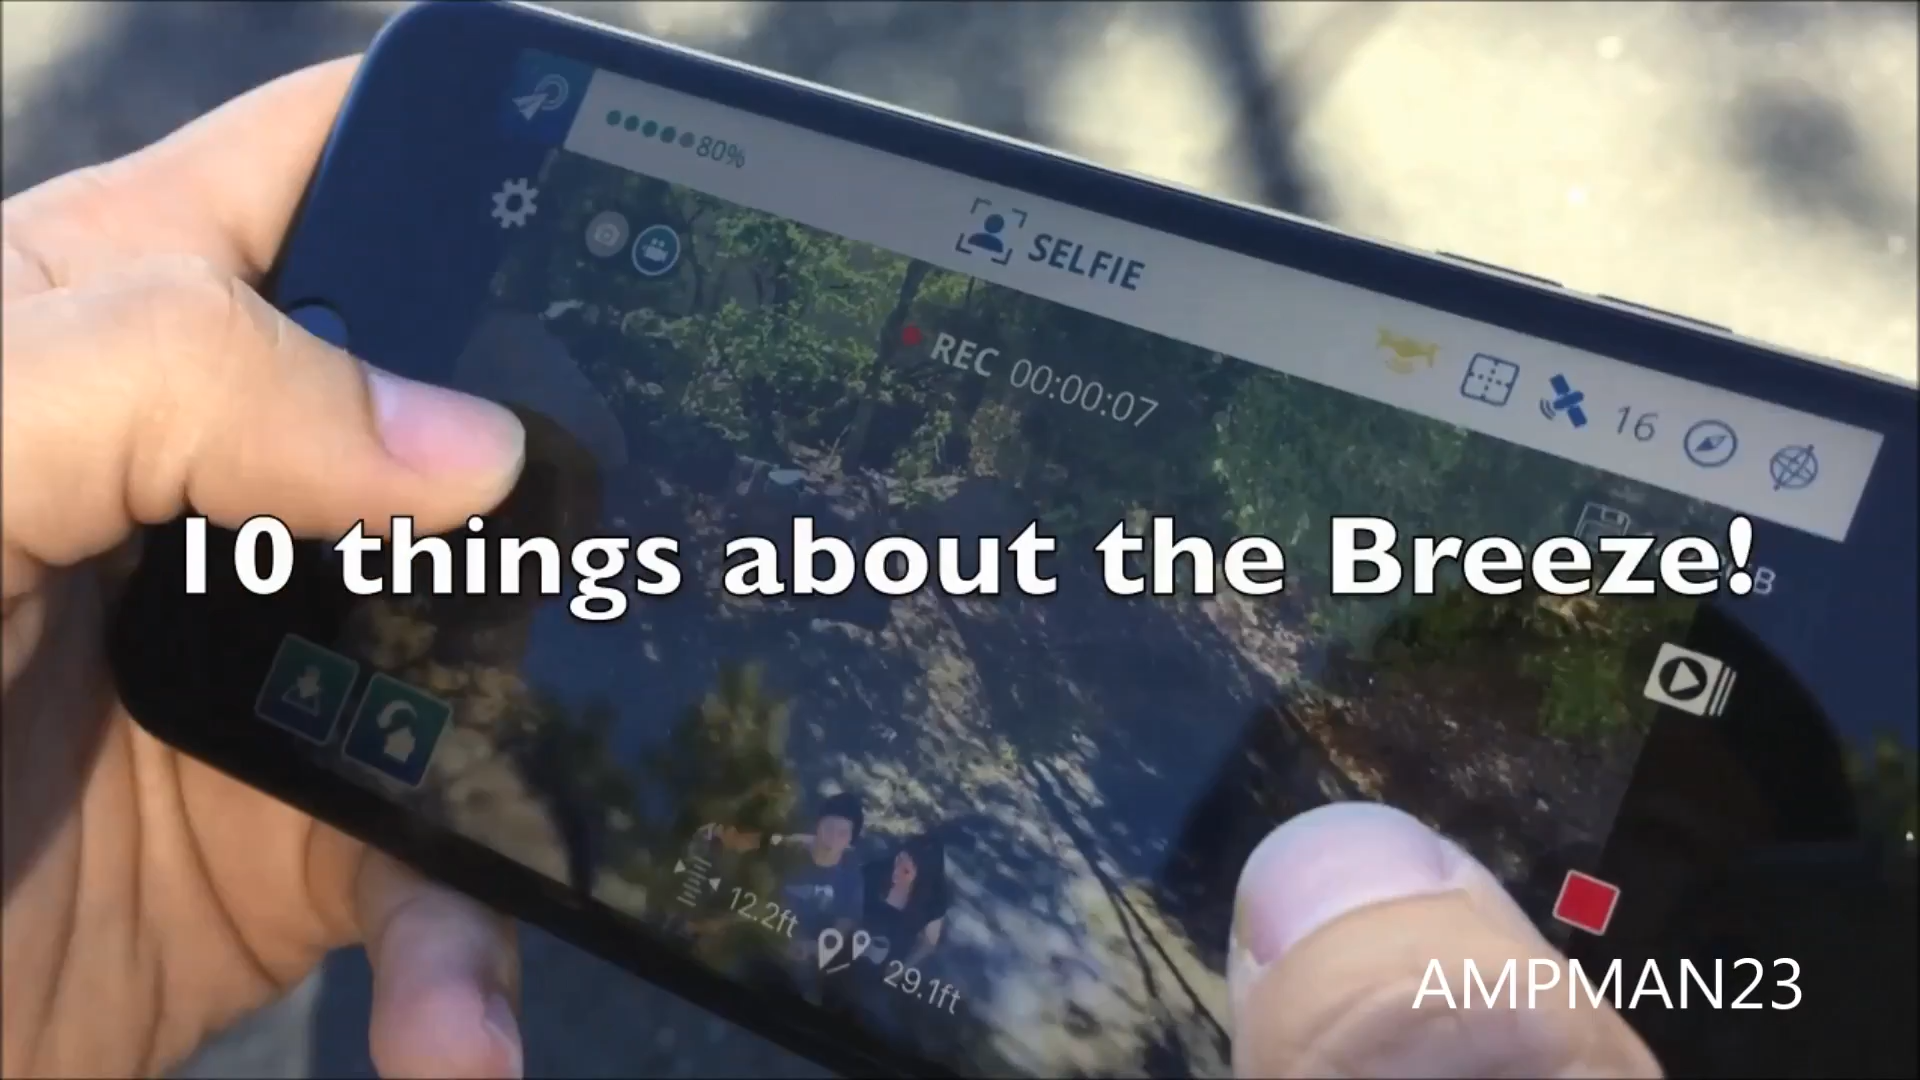 80%
SELFIE
REC 00:00:07
16
10 things about the Breeze!
12.2ft
29.1ft
AMPMAN23